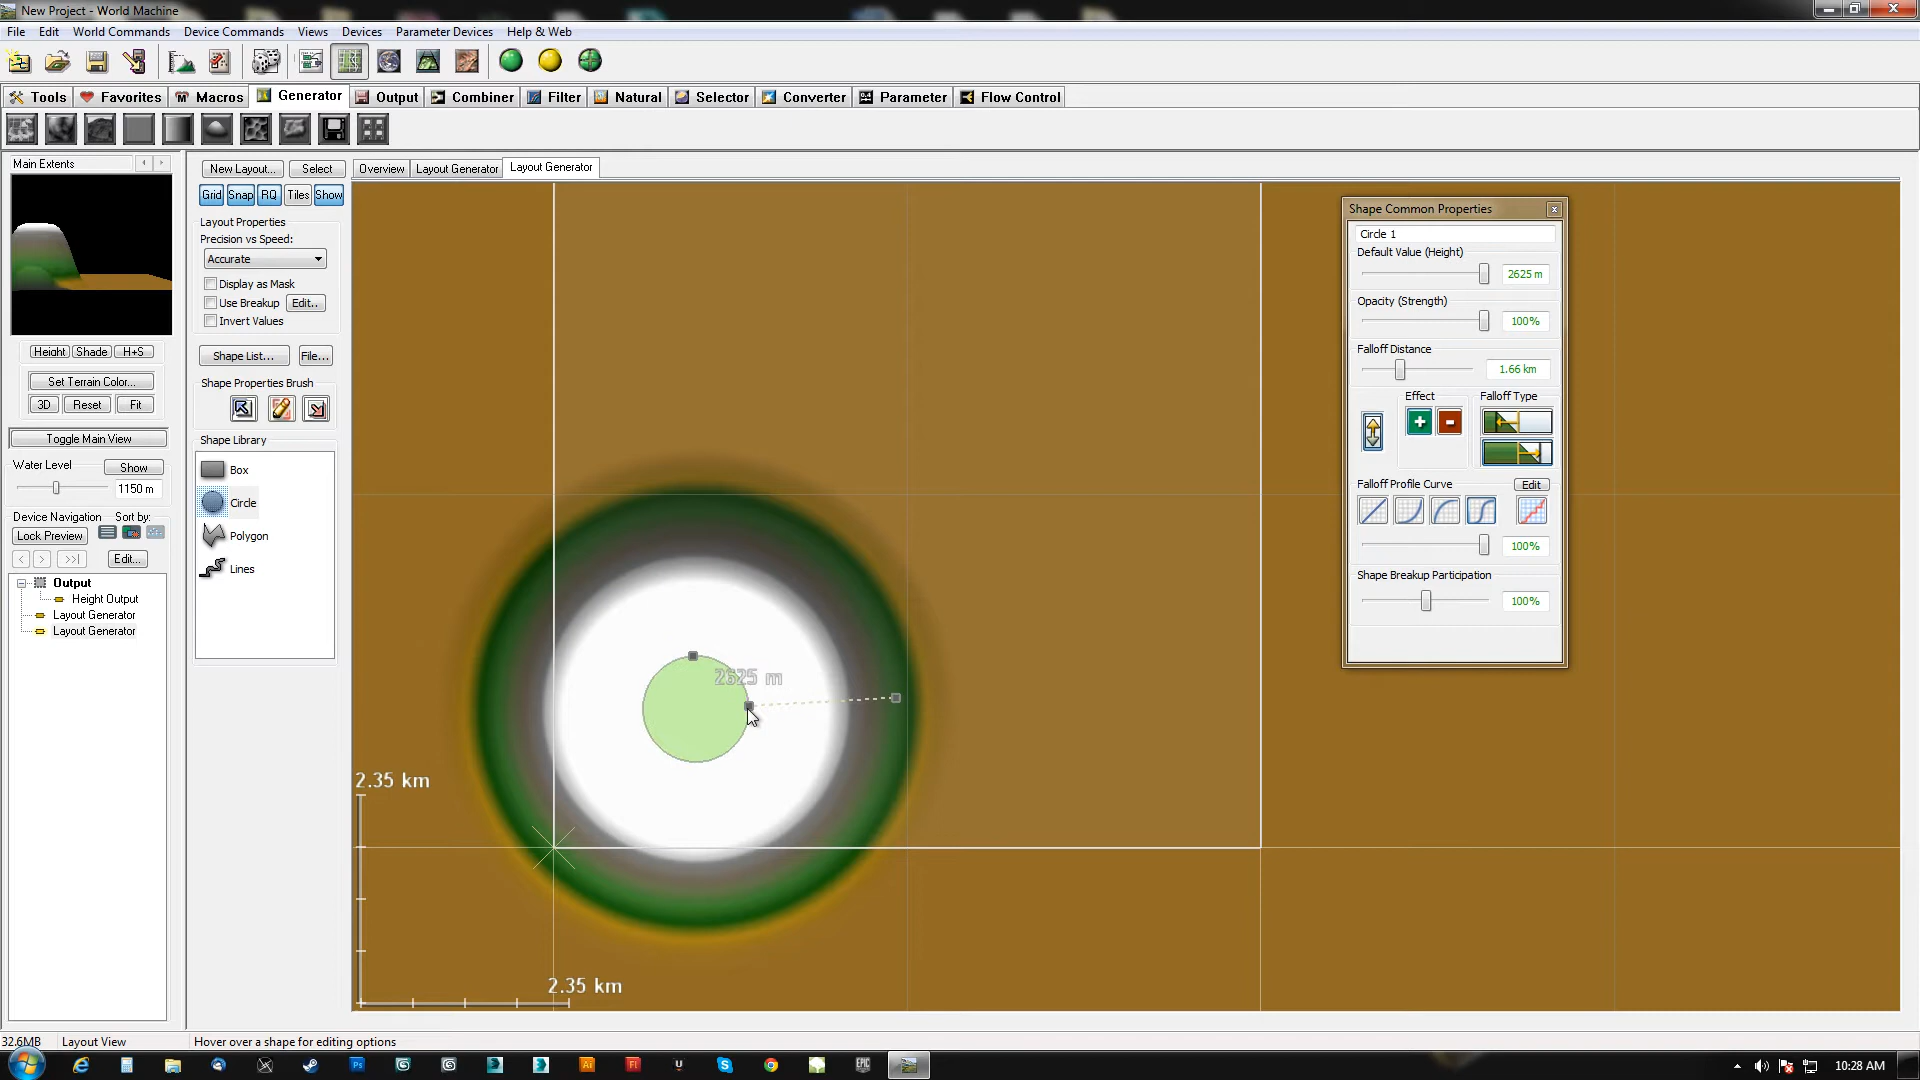 New Project - World Machine
File Edit World Commands Device Commands Views Devices Parameter Devices Help & Web
Tools Favorites Macros Generator Output Combiner Filter Natural Selector Converter Parameter Flow Control
Main Extents
New Layout... Select
Overview Layout Generator Layout Generator
Grid Snap RQ Tiles Show
Layout Properties
Precision vs Speed:
Accurate
Display as Mask
Use Breakup Edit..
Invert Values
Shape List... File...
Shape Properties Brush
Shape Library
Box
Circle
Polygon
Lines
Height Shade H+S
Set Terrain Color...
3D Reset Fit
Toggle Main View
Water Level Show
1150 m
Device Navigation Sort by:
Lock Preview
< > >>| Edit...
Output
Height Output
Layout Generator
Layout Generator
2625 m
2.35 km
2.35 km
Shape Common Properties
Circle 1
Default Value (Height)
2625 m
Opacity (Strength)
100%
Falloff Distance
1.66 km
Effect Falloff Type
Falloff Profile Curve Edit
100%
Shape Breakup Participation
100%
32.6MB Layout View Hover over a shape for editing options
10:28 AM